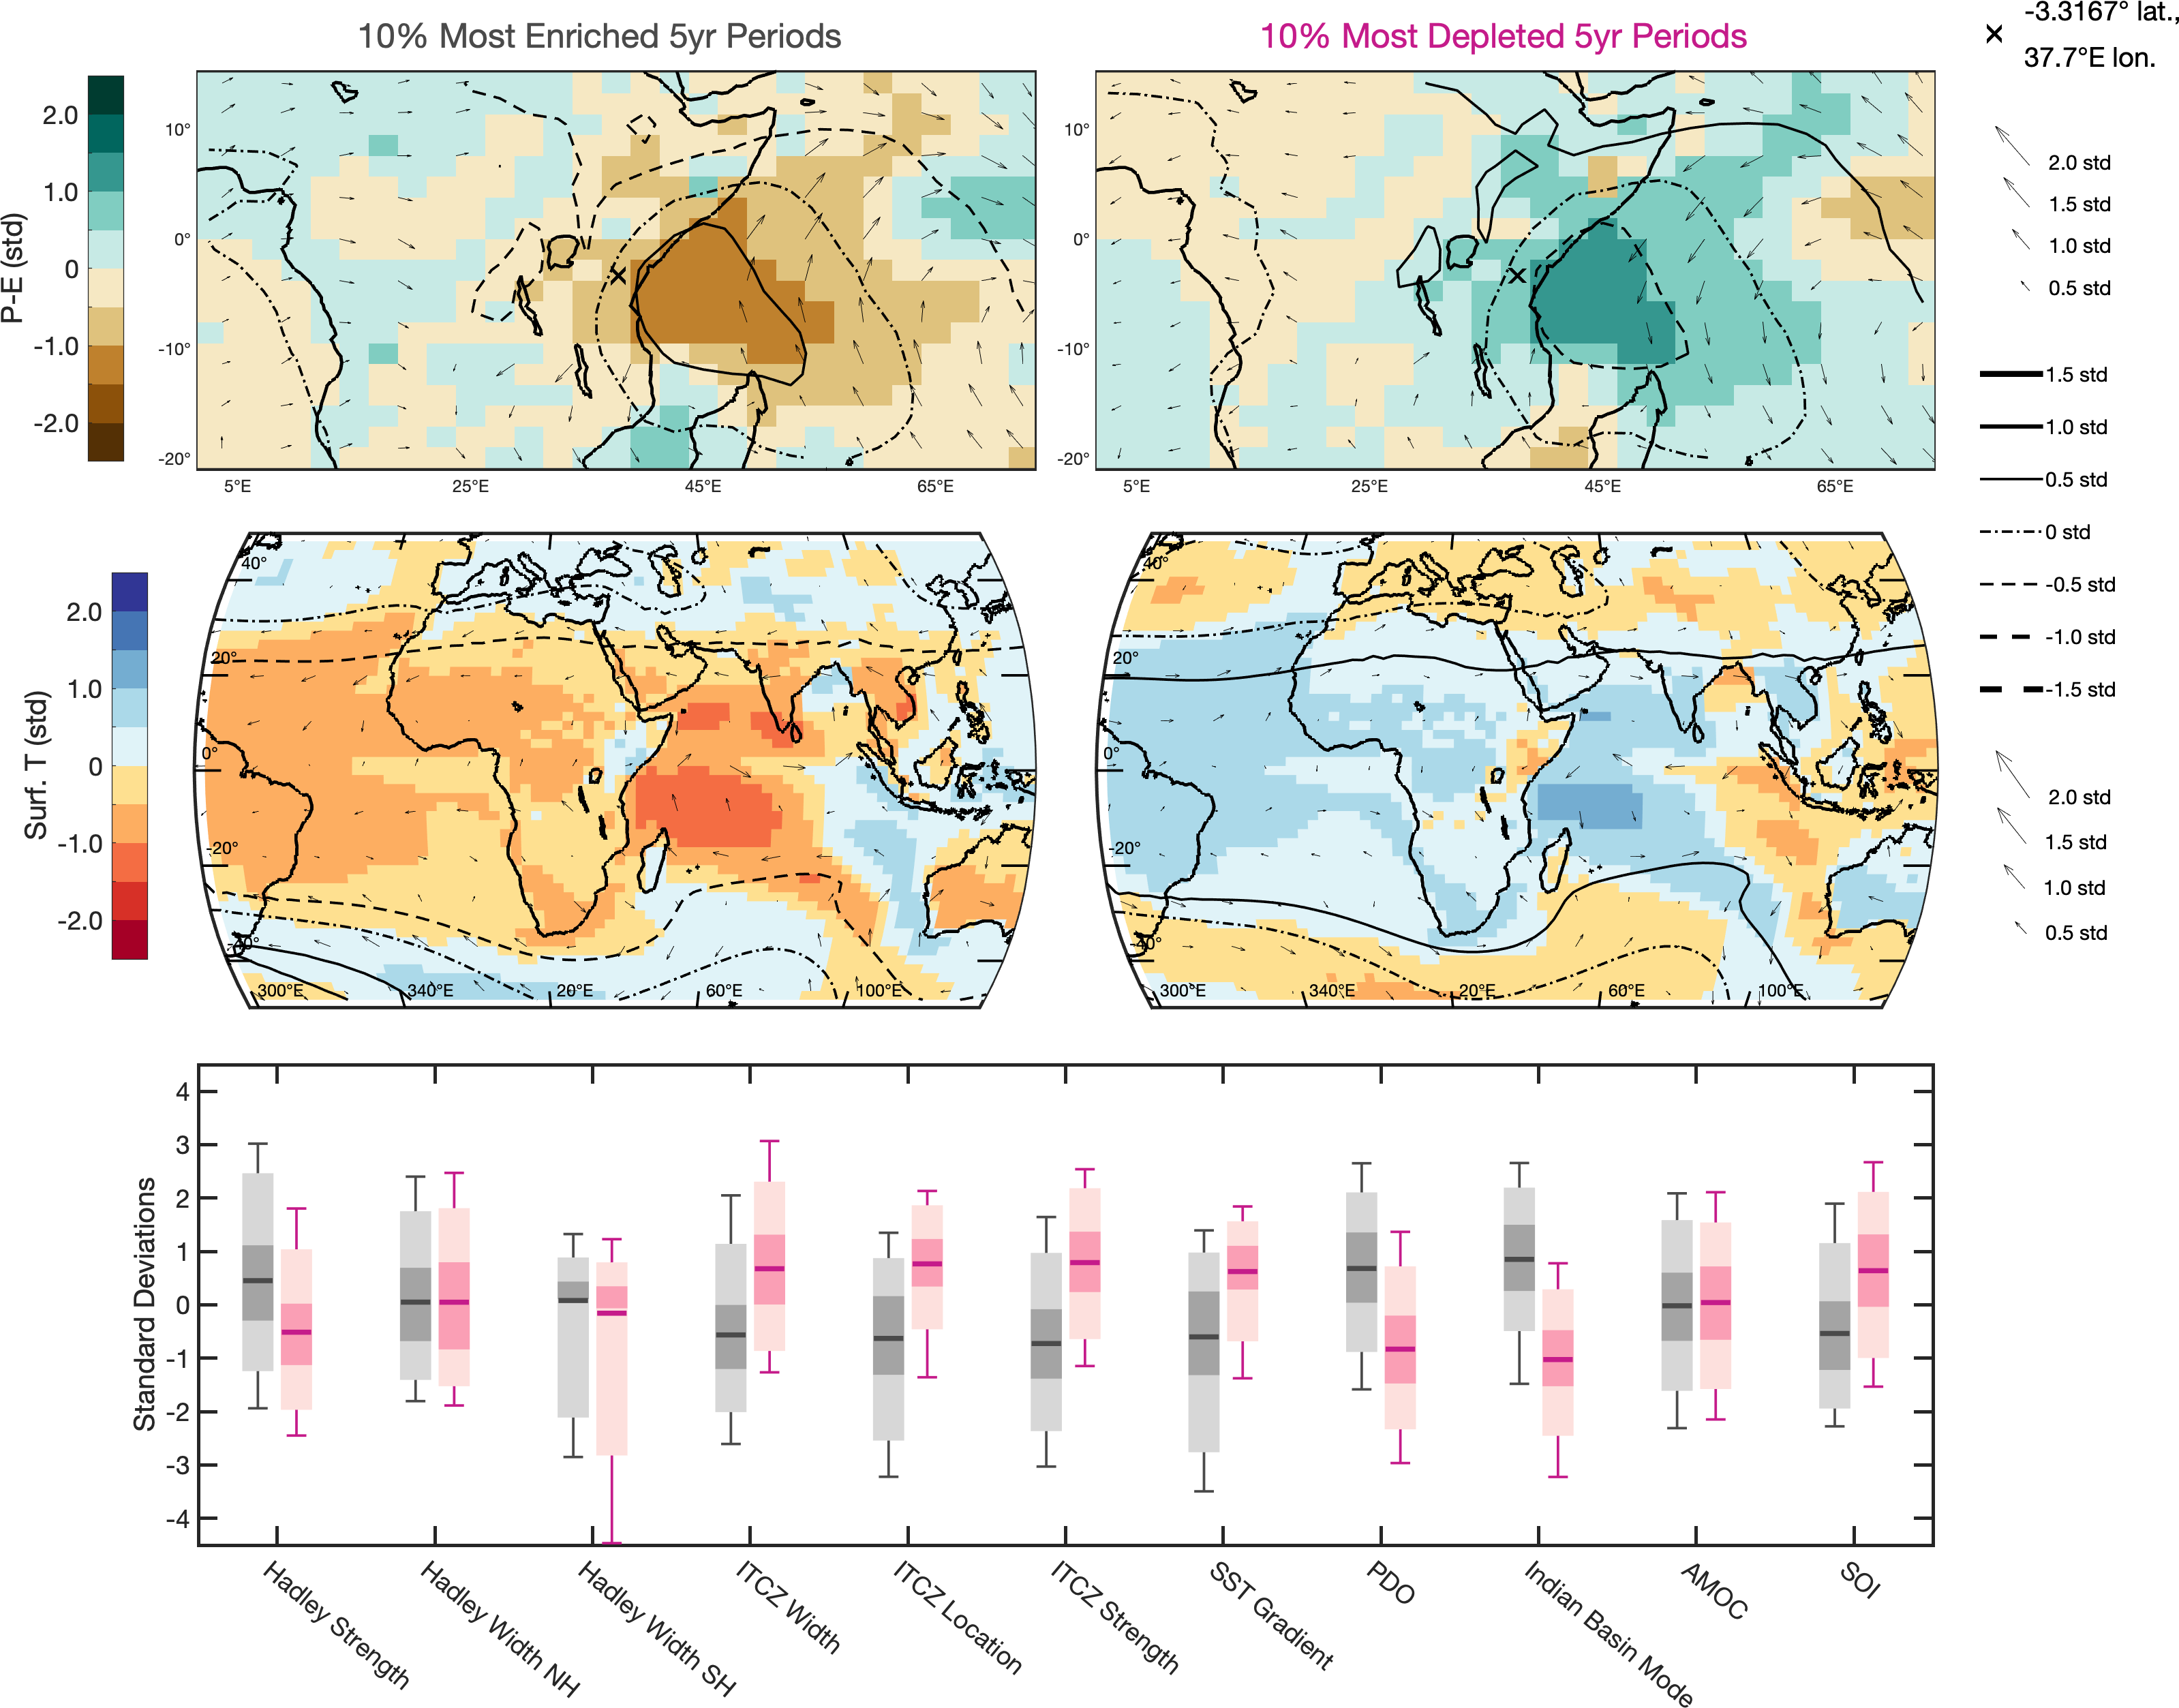 10% Most Enriched 5yr Periods
10% Most Depleted 5yr Periods
x -3.3167° lat.,
37.7°E lon.
P-E (std)
2.0
1.0
0
-1.0
-2.0
10°
0°
-10°
-20°
5°E
25°E
45°E
65°E
10°
0°
-10°
-20°
5°E
25°E
45°E
65°E
2.0 std
1.5 std
1.0 std
0.5 std
1.5 std
1.0 std
0.5 std
0 std
-0.5 std
-1.0 std
-1.5 std
Surf. T (std)
2.0
1.0
0
-1.0
-2.0
40°
20°
0°
-20°
-40°
300°E
340°E
20°E
60°E
100°E
40°
20°
0°
-20°
-40°
300°E
340°E
20°E
60°E
100°E
2.0 std
1.5 std
1.0 std
0.5 std
Standard Deviations
4
3
2
1
0
-1
-2
-3
-4
Hadley Strength
Hadley Width NH
Hadley Width SH
ITCZ Width
ITCZ Location
ITCZ Strength
SST Gradient
PDO
Indian Basin Mode
AMOC
SOI